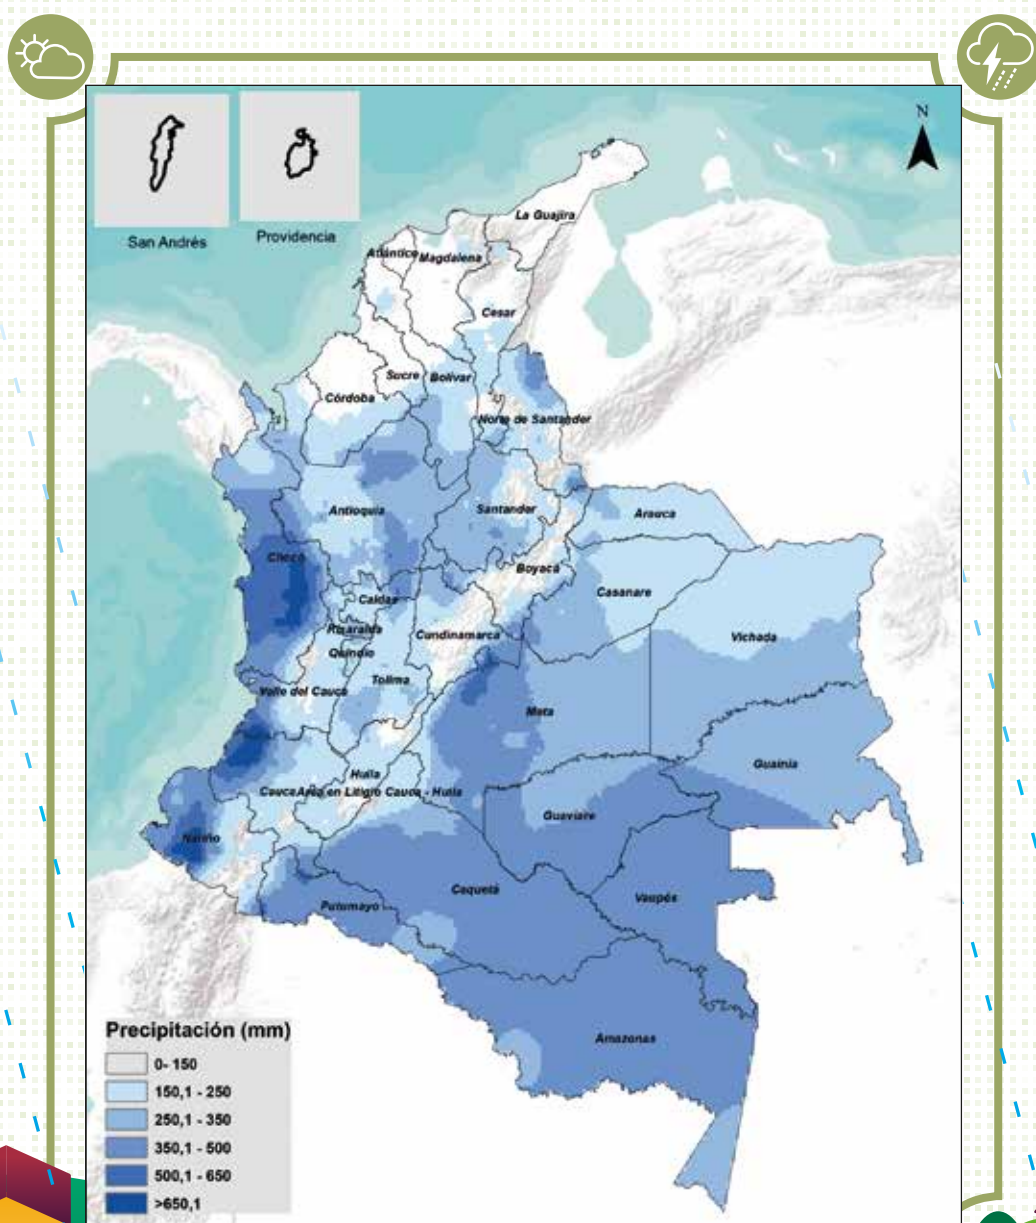 N
San Andrés
Providencia
La Guajira
Atlántico
Magdalena
Cesar
Sucre
Bolívar
Córdoba
Norte de Santander
Antioquia
Santander
Arauca
Chocó
Boyacá
Casanare
Caldas
Risaralda
Cundinamarca
Vichada
Quindío
Tolima
Valle del Cauca
Meta
Guainía
Huila
Cauca
Area en Litigio Cauca - Huila
Guaviare
Nariño
Caquetá
Vaupés
Putumayo
Amazonas
Precipitación (mm)
0- 150
150,1 - 250
250,1 - 350
350,1 - 500
500,1 - 650
>650,1